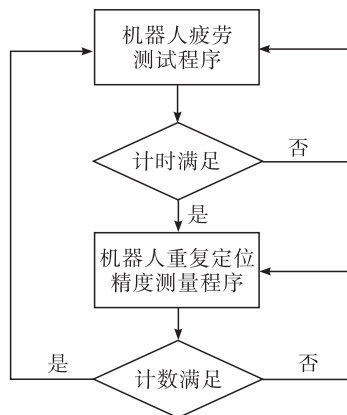 机器人疲劳
测试程序
计时满足
否
是
机器人重复定位
精度测量程序
是
计数满足
否